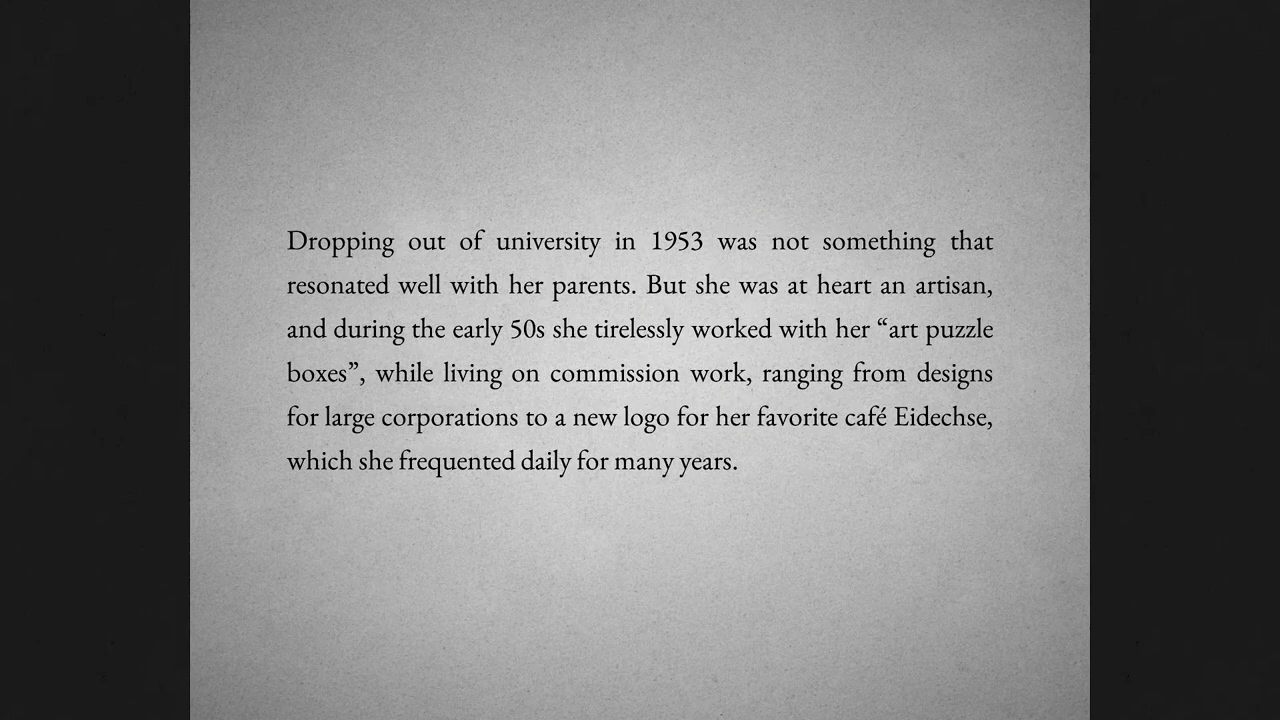 Dropping out of university in 1953 was not something that
resonated well with her parents. But she was at heart an artisan,
and during the early 50s she tirelessly worked with her “art puzzle
boxes”, while living on commission work, ranging from designs
for large corporations to a new logo for her favorite café Eidechse,
which she frequented daily for many years.